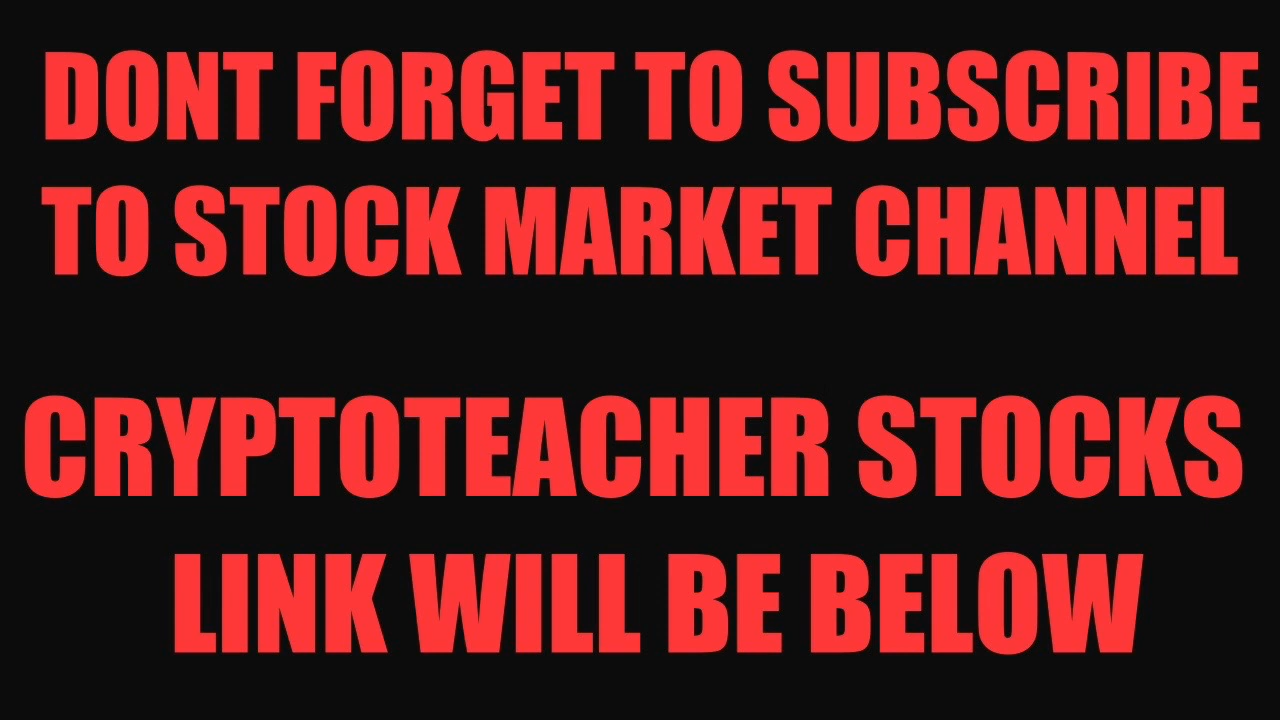 DONT FORGET TO SUBSCRIBE
TO STOCK MARKET CHANNEL
CRYPTOTEACHER STOCKS
LINK WILL BE BELOW